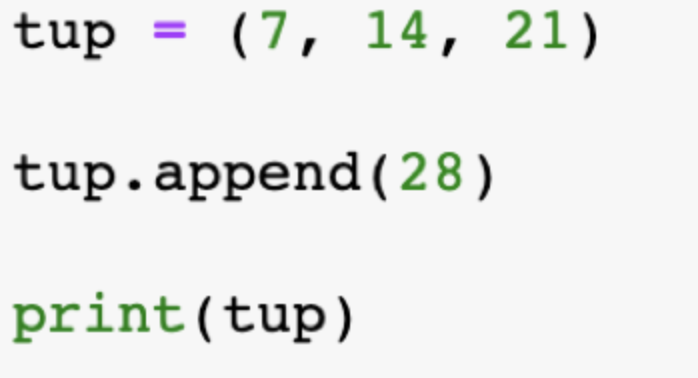 tup = (7, 14, 21)
tup.append(28)
print(tup)